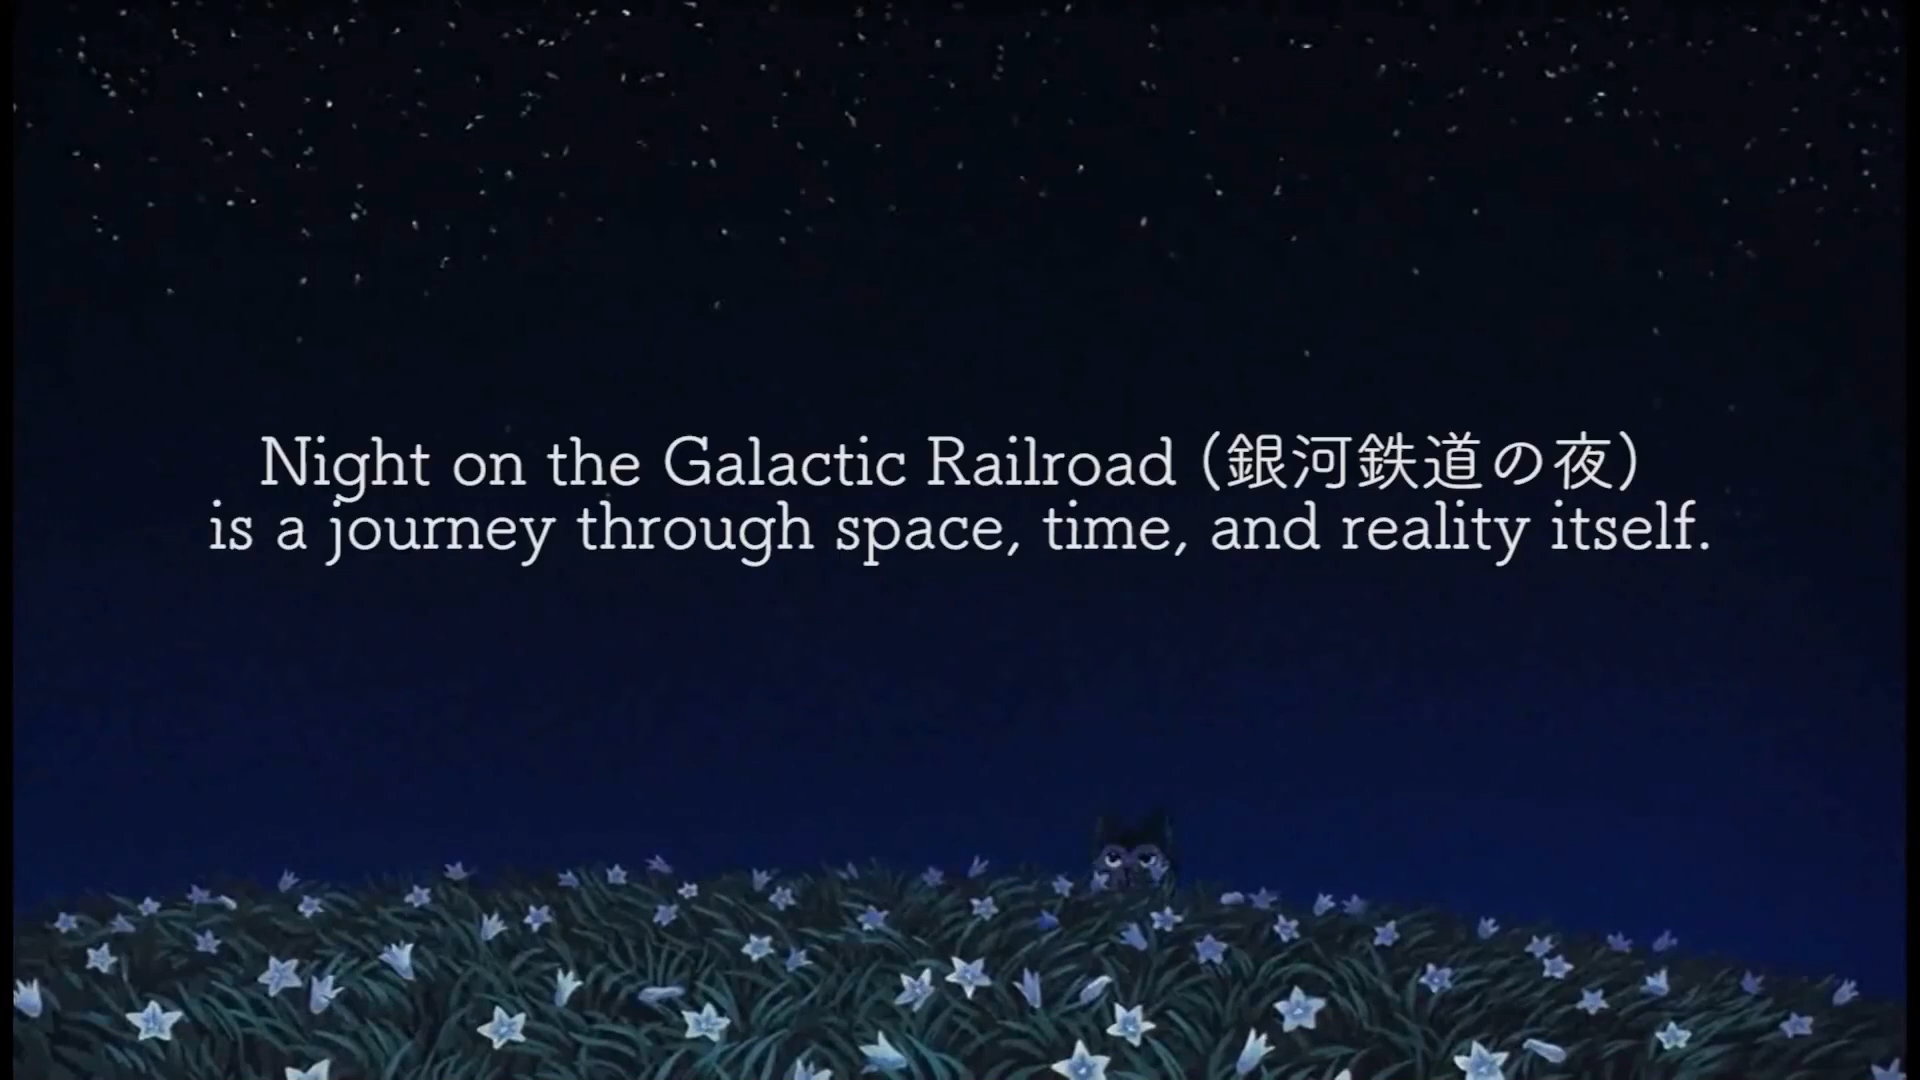 Night on the Galactic Railroad (銀河鉄道の夜)
is a journey through space, time, and reality itself.